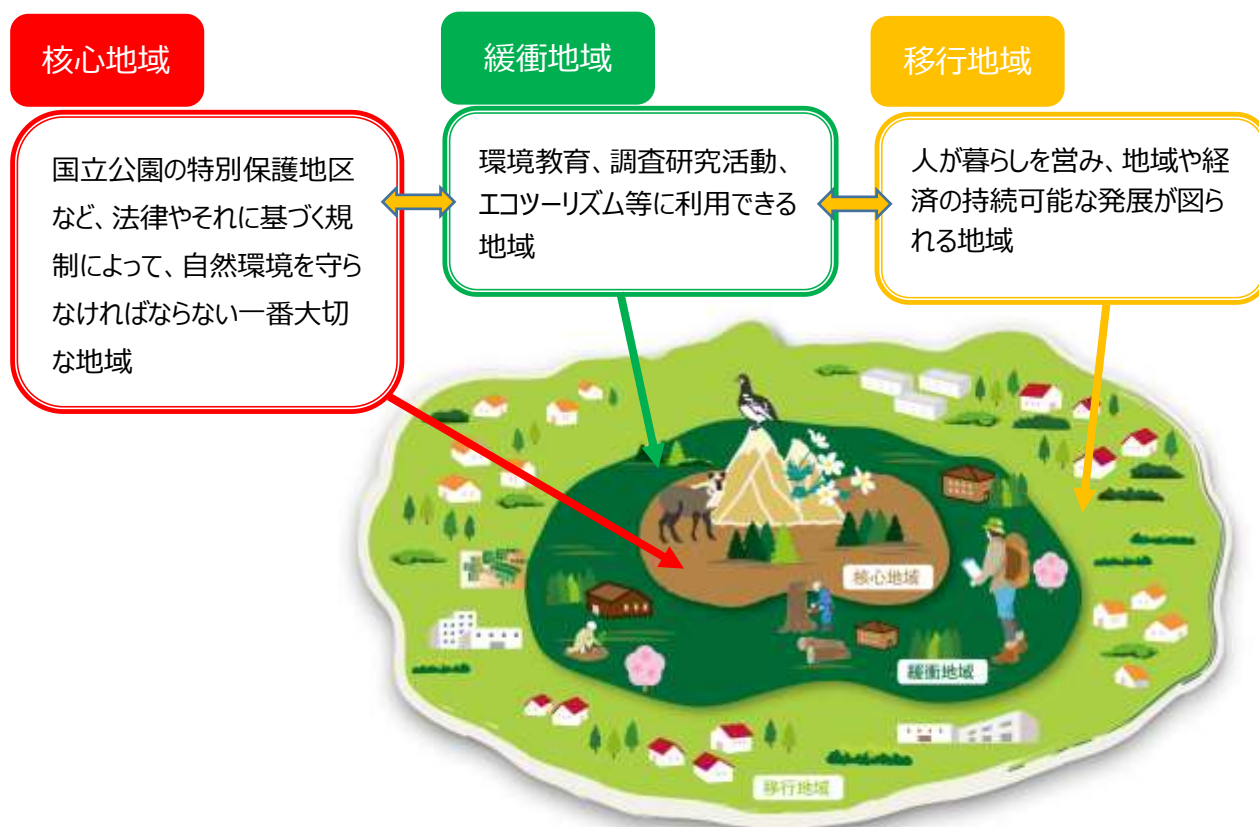 核心地域
緩衝地域
移行地域
国立公園の特別保護地区
など、法律やそれに基づく規
制によって、自然環境を守ら
なければならない一番大切
な地域
環境教育、調査研究活動、
エコツーリズム等に利用できる
地域
人が暮らしを営み、地域や経
済の持続可能な発展が図ら
れる地域
核心地域
緩衝地域
移行地域